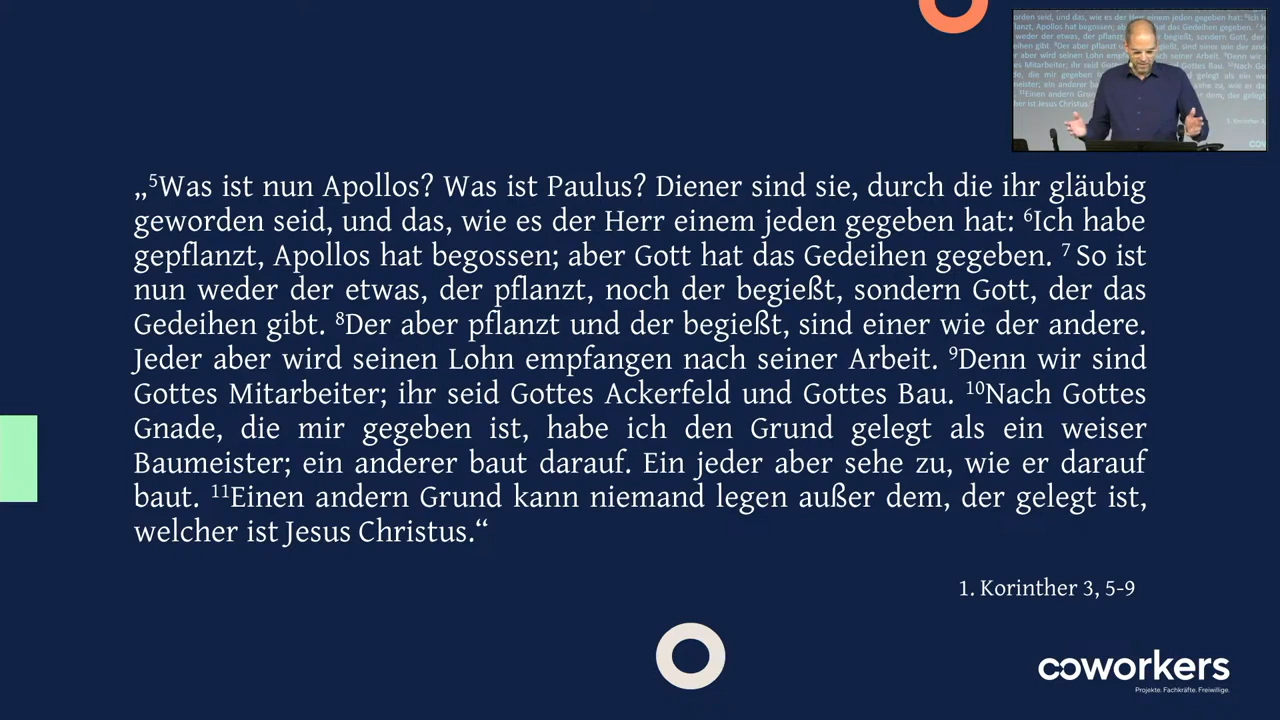 „⁵Was ist nun Apollos? Was ist Paulus? Diener sind sie, durch die ihr gläubig
geworden seid, und das, wie es der Herr einem jeden gegeben hat: ⁶Ich habe
gepflanzt, Apollos hat begossen; aber Gott hat das Gedeihen gegeben. ⁷ So ist
nun weder der etwas, der pflanzt, noch der begießt, sondern Gott, der das
Gedeihen gibt. ⁸Der aber pflanzt und der begießt, sind einer wie der andere.
Jeder aber wird seinen Lohn empfangen nach seiner Arbeit. ⁹Denn wir sind
Gottes Mitarbeiter; ihr seid Gottes Ackerfeld und Gottes Bau. ¹⁰Nach Gottes
Gnade, die mir gegeben ist, habe ich den Grund gelegt als ein weiser
Baumeister; ein anderer baut darauf. Ein jeder aber sehe zu, wie er darauf
baut. ¹¹Einen andern Grund kann niemand legen außer dem, der gelegt ist,
welcher ist Jesus Christus.“
1. Korinther 3, 5-9
coworkers
Projekte. Fachkräfte. Freiwillige.